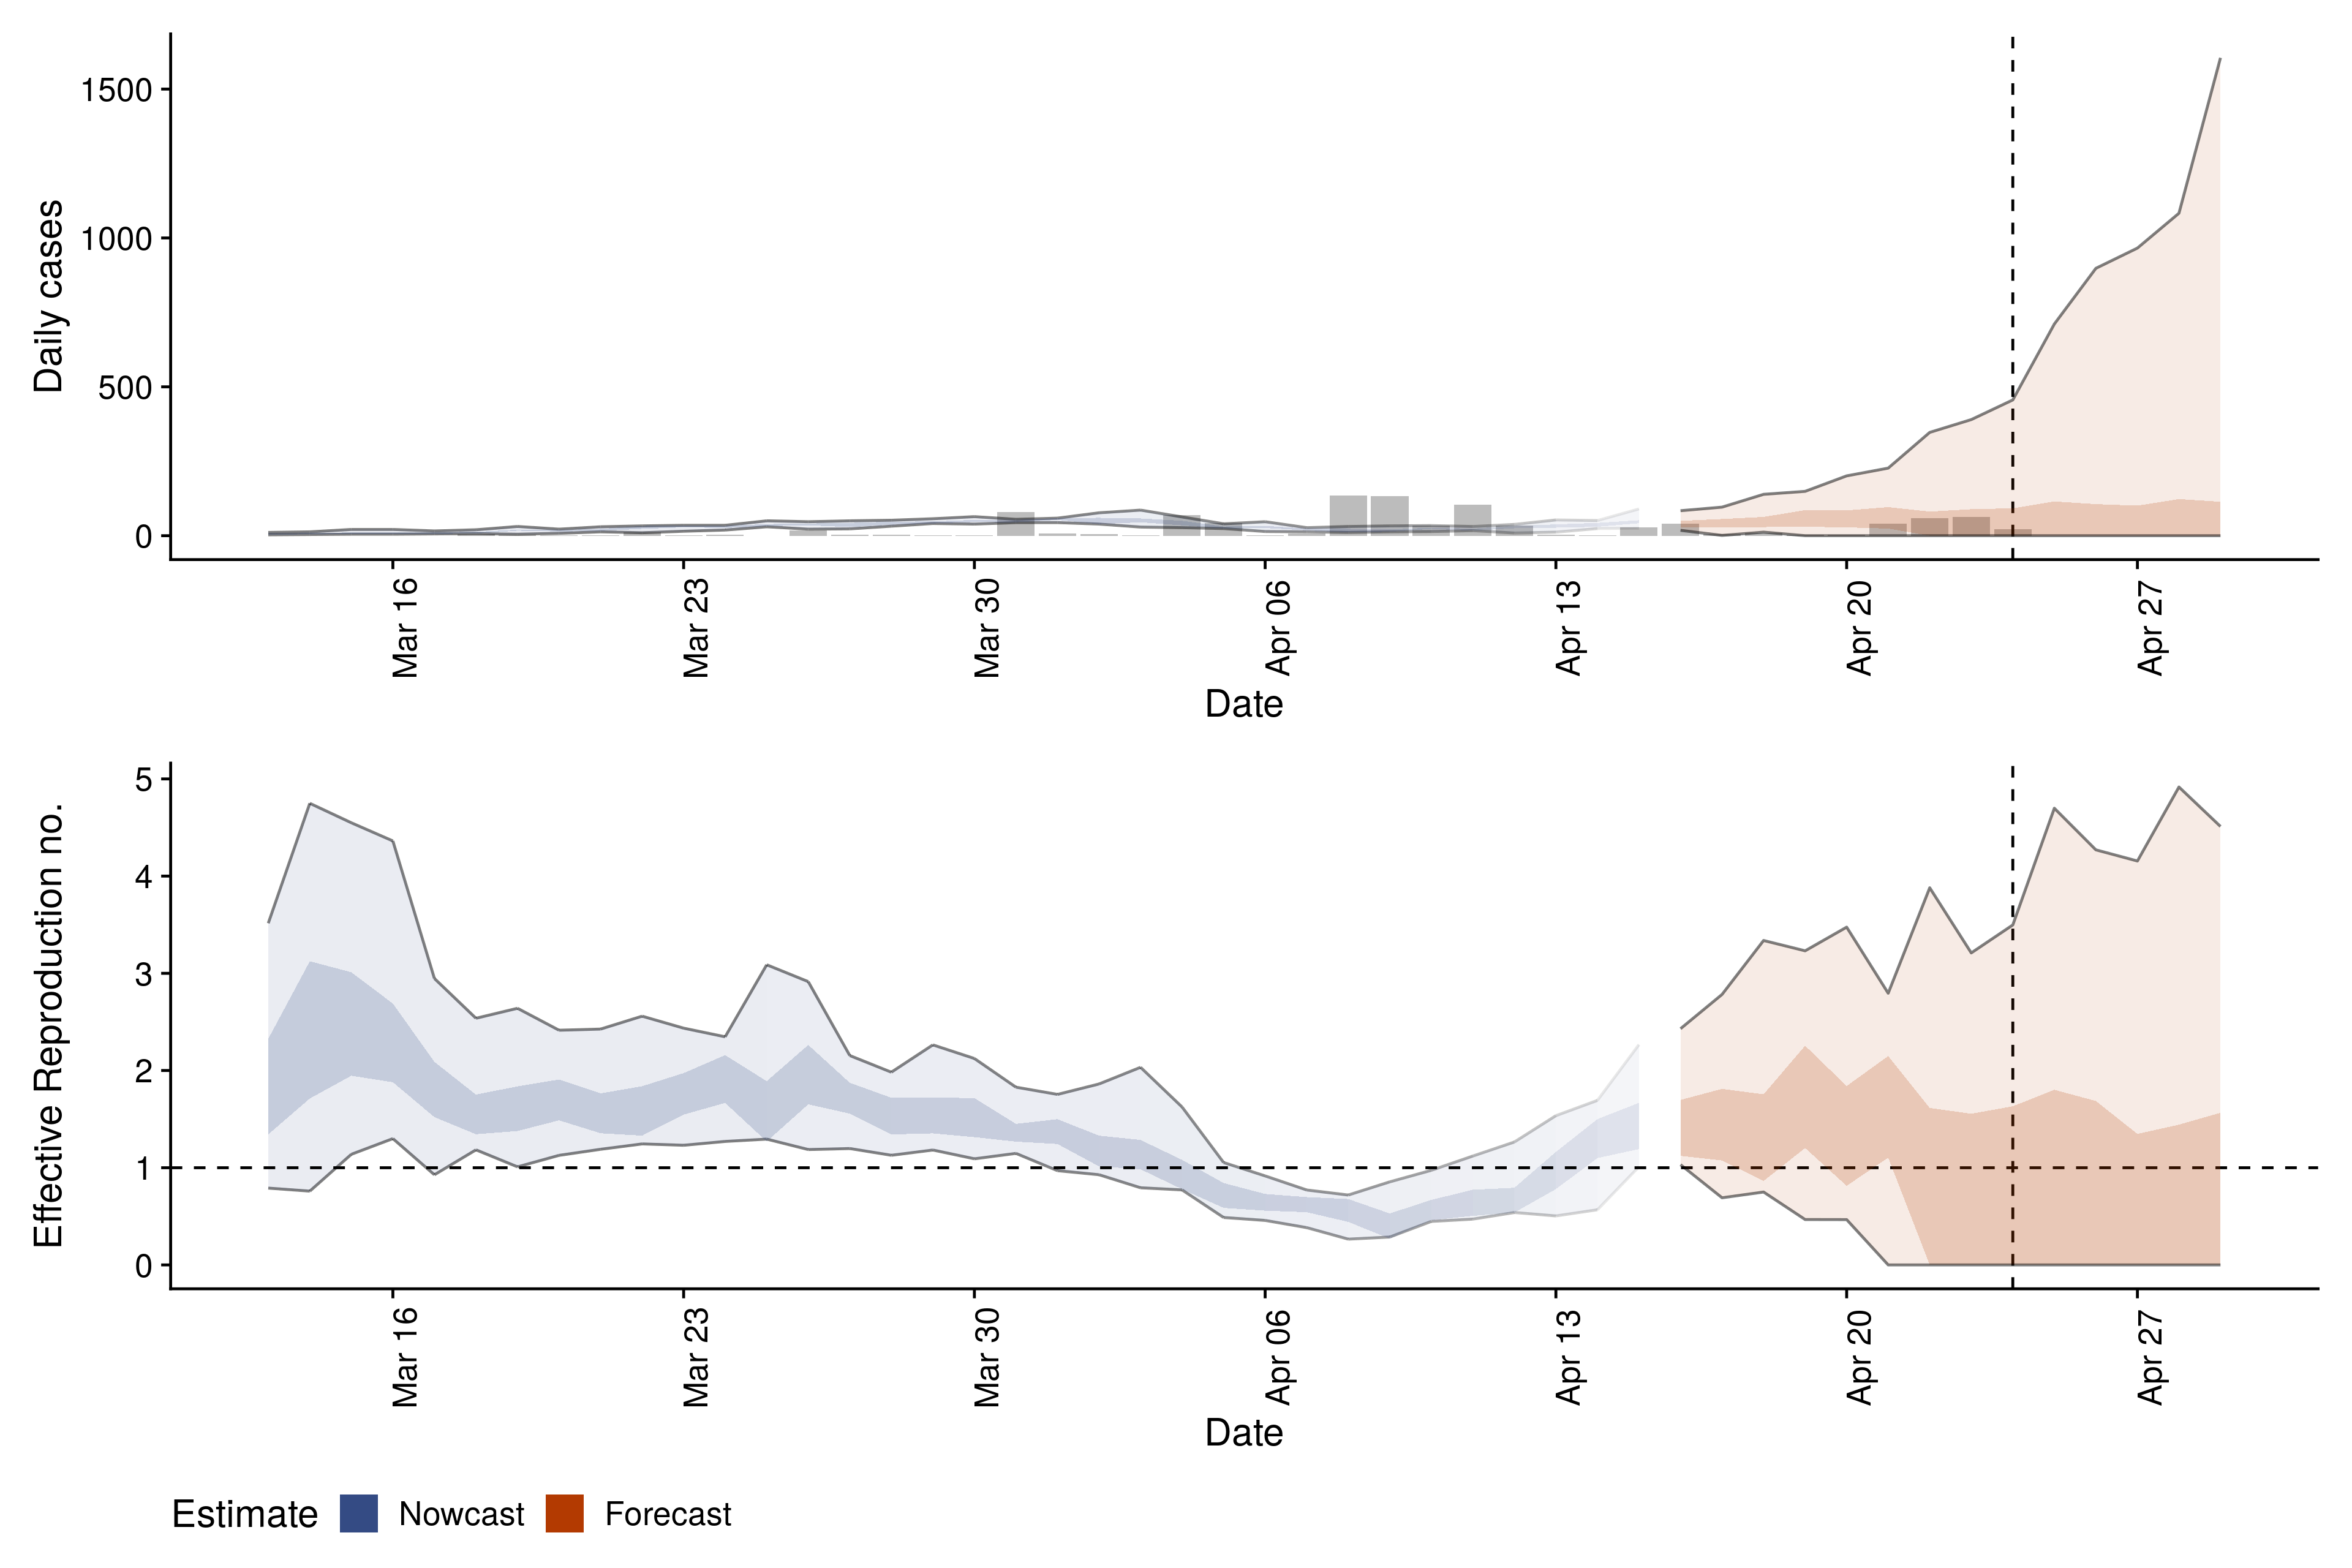 Daily cases
1500
1000
500
0
Mar 16
Mar 23
Mar 30
Apr 06
Apr 13
Apr 20
Apr 27
Date
Effective Reproduction no.
5
4
3
2
1
0
Mar 16
Mar 23
Mar 30
Apr 06
Apr 13
Apr 20
Apr 27
Date
Estimate Nowcast Forecast